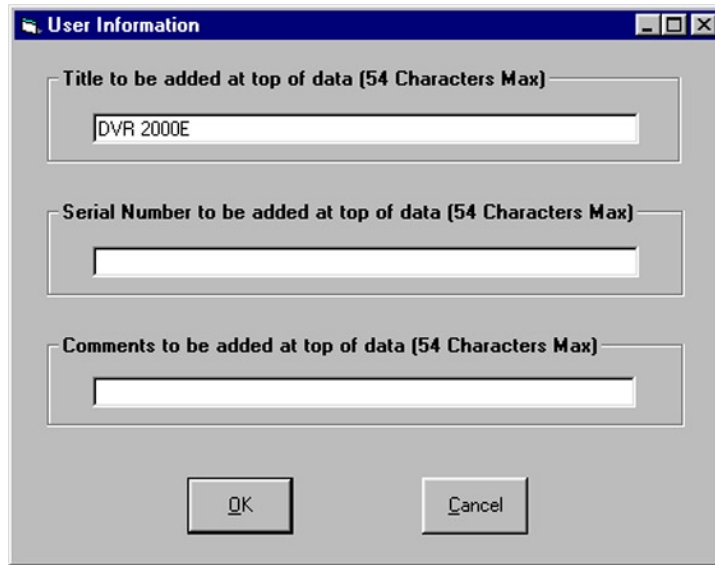 User Information
Title to be added at top of data (54 Characters Max)
DVR 2000E
Serial Number to be added at top of data (54 Characters Max)
Comments to be added at top of data (54 Characters Max)
OK Cancel